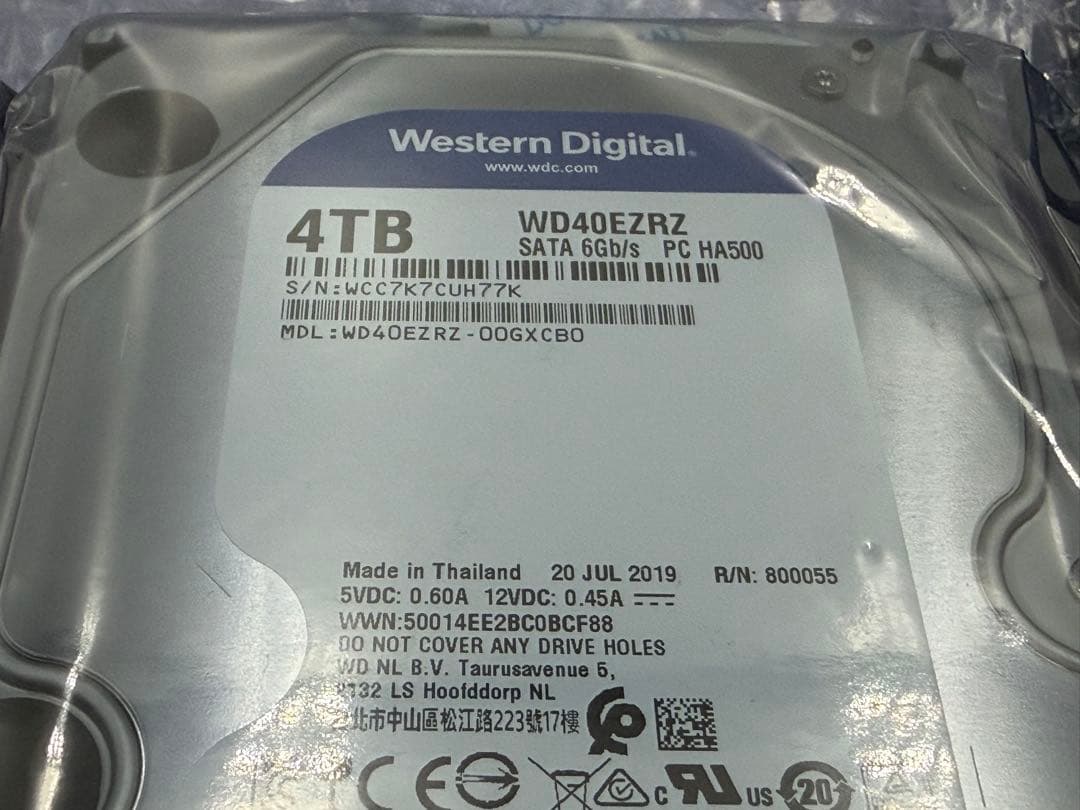 Western Digital.
www.wdc.com
4TB
WD40EZRZ
SATA 6Gb/s PC HA500
S/N:WCC7K7CUH77K
MDL:WD40EZRZ-00GXCB0
Made in Thailand 20 JUL 2019 R/N: 800055
5VDC: 0.60A 12VDC: 0.45A
WWN:50014EE2BC0BCF88
DO NOT COVER ANY DRIVE HOLES
WD NL B.V. Taurusavenue 5,
LS Hoofddorp NL
北市中山區松江路223號17樓
CE
c RU us 20